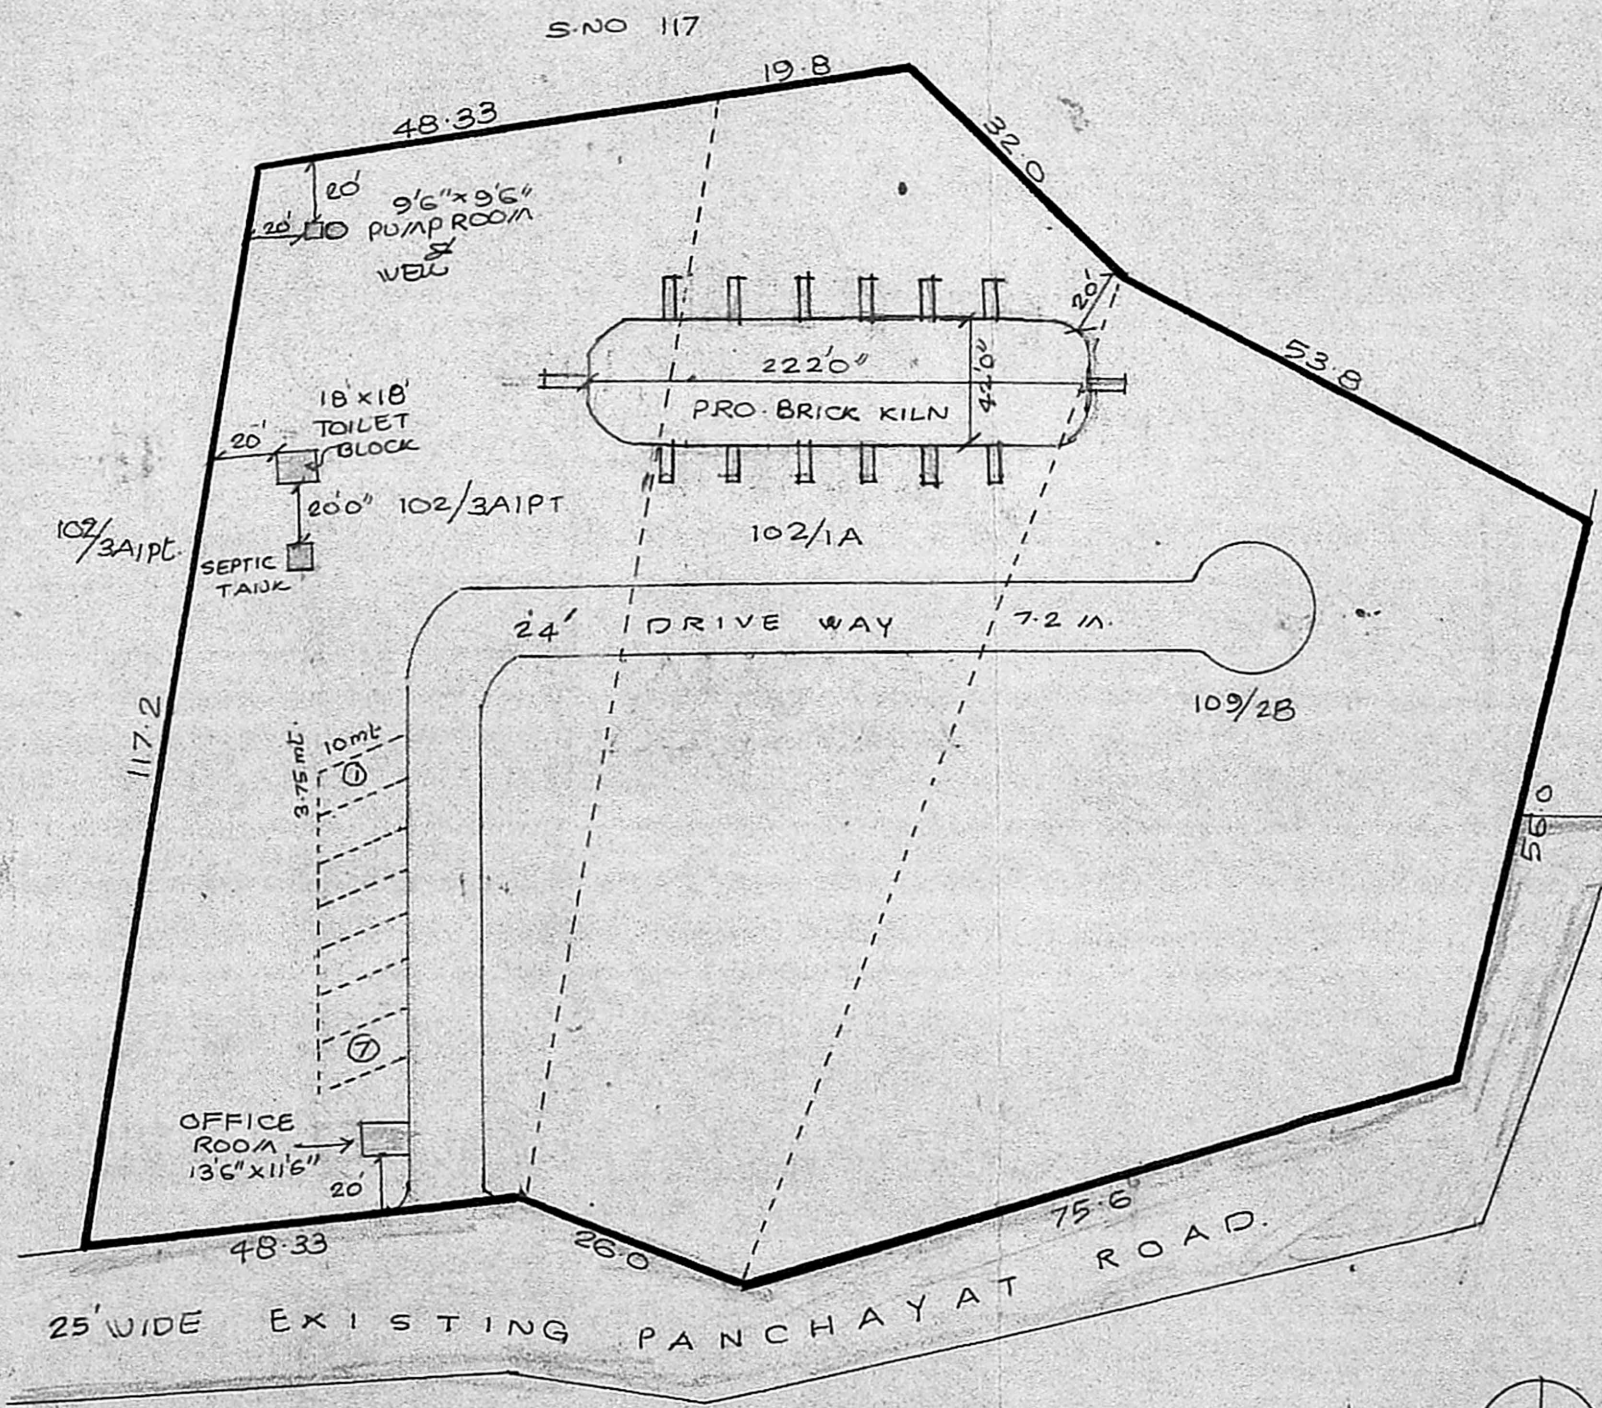 S.NO 117
19.8
48.33
32.0
20'
20'
9'6"x9'6"
PUMP ROOM
&
WELL
20'
53.8
222'0"
42'0"
PRO. BRICK KILN
18'x18'
TOILET
BLOCK
20'
20'0"
102/3A1PT
102/3A1Pt.
SEPTIC
TANK
102/1A
24'
DRIVE WAY
7.2 M.
109/2B
117.2
3.75mt.
10mt
1
56.0
7
OFFICE
ROOM
13'6"x11'6"
20'
48.33
26.0
75.6
25' WIDE EXISTING PANCHAYAT ROAD.